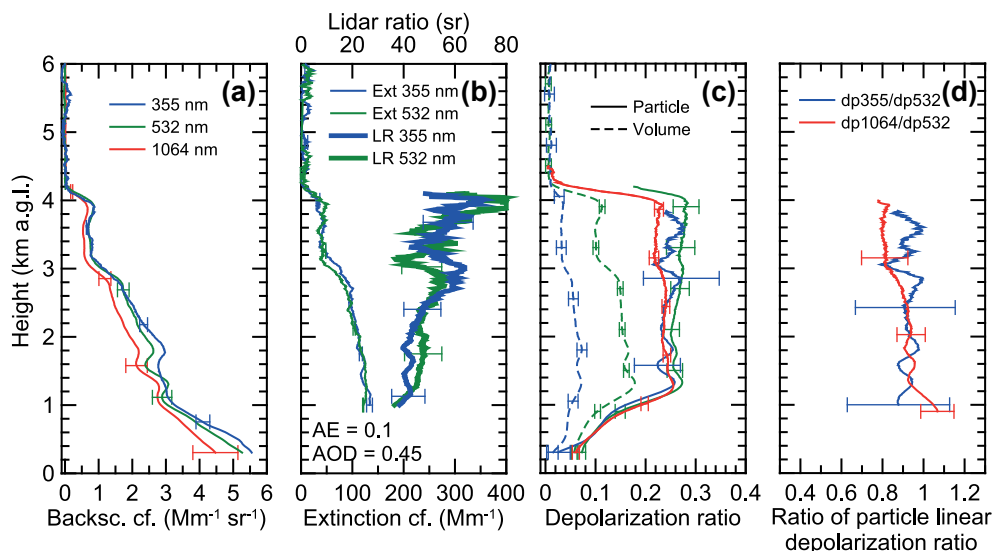 Lidar ratio (sr)
0 20 40 60 80
6
5
4
3
2
1
0
Height (km a.g.l.)
(a)
355 nm
532 nm
1064 nm
0 1 2 3 4 5 6
Backsc. cf. (Mm⁻¹ sr⁻¹)
(b)
Ext 355 nm
Ext 532 nm
LR 355 nm
LR 532 nm
AE = 0.1
AOD = 0.45
0 100 200 300 400
Extinction cf. (Mm⁻¹)
(c)
Particle
Volume
0 0.1 0.2 0.3 0.4
Depolarization ratio
(d)
dp355/dp532
dp1064/dp532
0.4 0.6 0.8 1 1.2
Ratio of particle linear
depolarization ratio